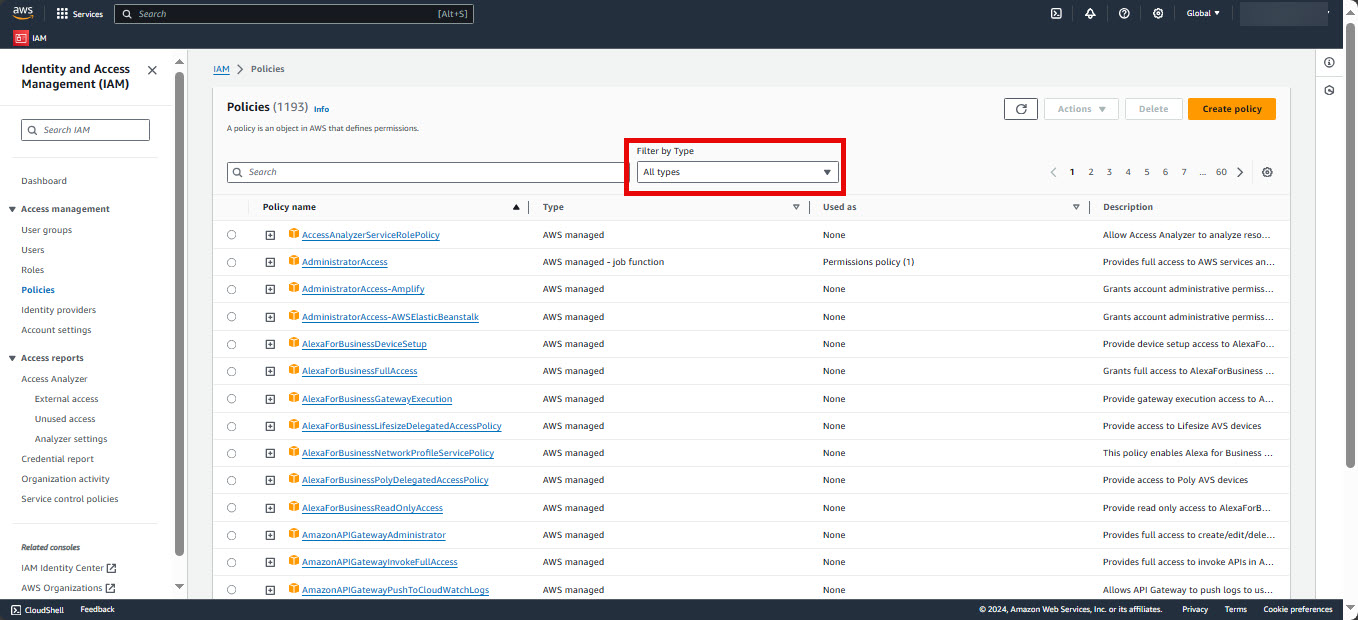 aws
Services
Search [Alt+S]
Global
IAM
Identity and Access Management (IAM)
Search IAM
Dashboard
Access management
User groups
Users
Roles
Policies
Identity providers
Account settings
Access reports
Access Analyzer
External access
Unused access
Analyzer settings
Credential report
Organization activity
Service control policies
Related consoles
IAM Identity Center
AWS Organizations
IAM > Policies
Policies (1193) Info
A policy is an object in AWS that defines permissions.
Actions Delete Create policy
Filter by Type
Search All types 1 2 3 4 5 6 7 ... 60
Policy name Type Used as Description
AccessAnalyzerServiceRolePolicy AWS managed None Allow Access Analyzer to analyze reso...
AdministratorAccess AWS managed - job function Permissions policy (1) Provides full access to AWS services an...
AdministratorAccess-Amplify AWS managed None Grants account administrative permiss...
AdministratorAccess-AWSElasticBeanstalk AWS managed None Grants account administrative permiss...
AlexaForBusinessDeviceSetup AWS managed None Provide device setup access to AlexaFo...
AlexaForBusinessFullAccess AWS managed None Grants full access to AlexaForBusiness ...
AlexaForBusinessGatewayExecution AWS managed None Provide gateway execution access to A...
AlexaForBusinessLifesizeDelegatedAccessPolicy AWS managed None Provide access to Lifesize AVS devices
AlexaForBusinessNetworkProfileServicePolicy AWS managed None This policy enables Alexa for Business ...
AlexaForBusinessPolyDelegatedAccessPolicy AWS managed None Provide access to Poly AVS devices
AlexaForBusinessReadOnlyAccess AWS managed None Provide read only access to AlexaForB...
AmazonAPIGatewayAdministrator AWS managed None Provides full access to create/edit/dele...
AmazonAPIGatewayInvokeFullAccess AWS managed None Provides full access to invoke APIs in A...
AmazonAPIGatewayPushToCloudWatchLogs AWS managed None Allows API Gateway to push logs to us...
CloudShell Feedback © 2024, Amazon Web Services, Inc. or its affiliates. Privacy Terms Cookie preferences